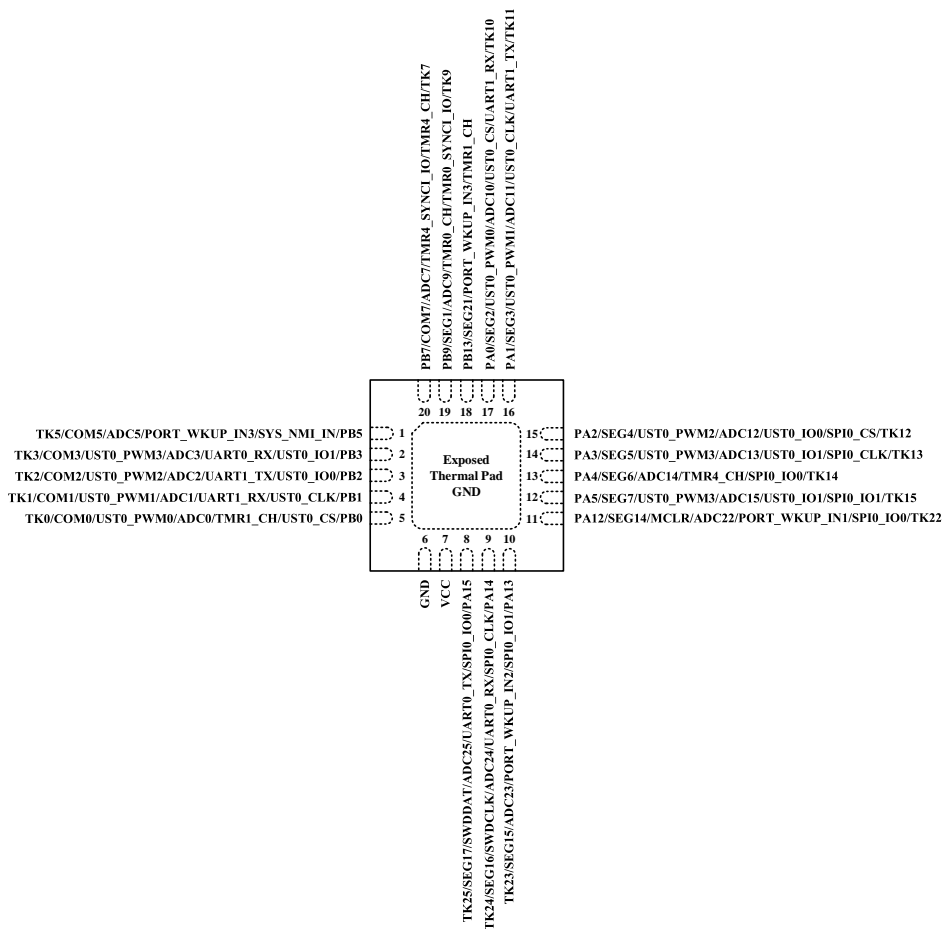 PB7/COM7/ADC7/TMR4_SYNCI_IO/TMR4_CH/TK7
PB9/SEG1/ADC9/TMR0_CH/TMR0_SYNCI_IO/TK9
PB13/SEG21/PORT_WKUP_IN3/TMR1_CH
PA0/SEG2/UST0_PWM0/ADC10/UST0_CS/UART1_RX/TK10
PA1/SEG3/UST0_PWM1/ADC11/UST0_CLK/UART1_TX/TK11
20 19 18 17 16
TK5/COM5/ADC5/PORT_WKUP_IN3/SYS_NMI_IN/PB5 1
TK3/COM3/UST0_PWM3/ADC3/UART0_RX/UST0_IO1/PB3 2
TK2/COM2/UST0_PWM2/ADC2/UART1_TX/UST0_IO0/PB2 3
TK1/COM1/UST0_PWM1/ADC1/UART1_RX/UST0_CLK/PB1 4
TK0/COM0/UST0_PWM0/ADC0/TMR1_CH/UST0_CS/PB0 5
Exposed
Thermal Pad
GND
15 PA2/SEG4/UST0_PWM2/ADC12/UST0_IO0/SPI0_CS/TK12
14 PA3/SEG5/UST0_PWM3/ADC13/UST0_IO1/SPI0_CLK/TK13
13 PA4/SEG6/ADC14/TMR4_CH/SPI0_IO0/TK14
12 PA5/SEG7/UST0_PWM3/ADC15/UST0_IO1/SPI0_IO1/TK15
11 PA12/SEG14/MCLR/ADC22/PORT_WKUP_IN1/SPI0_IO0/TK22
6 7 8 9 10
GND
VCC
TK25/SEG17/SWDDAT/ADC25/UART0_TX/SPI0_IO0/PA15
TK24/SEG16/SWDCLK/ADC24/UART0_RX/SPI0_CLK/PA14
TK23/SEG15/ADC23/PORT_WKUP_IN2/SPI0_IO1/PA13